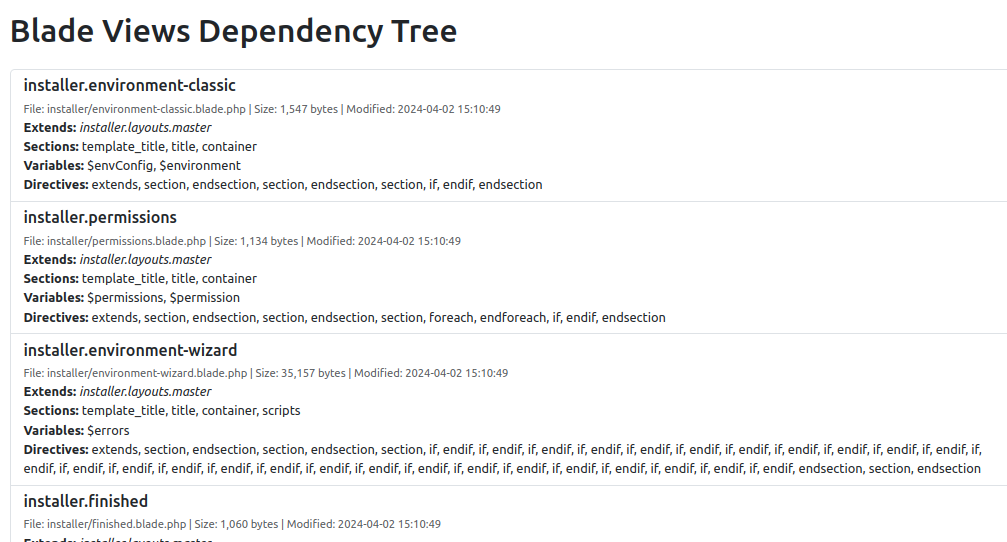 Blade Views Dependency Tree
installer.environment-classic
File: installer/environment-classic.blade.php | Size: 1,547 bytes | Modified: 2024-04-02 15:10:49
Extends: installer.layouts.master
Sections: template_title, title, container
Variables: $envConfig, $environment
Directives: extends, section, endsection, section, endsection, section, if, endif, endsection
installer.permissions
File: installer/permissions.blade.php | Size: 1,134 bytes | Modified: 2024-04-02 15:10:49
Extends: installer.layouts.master
Sections: template_title, title, container
Variables: $permissions, $permission
Directives: extends, section, endsection, section, endsection, section, foreach, endforeach, if, endif, endsection
installer.environment-wizard
File: installer/environment-wizard.blade.php | Size: 35,157 bytes | Modified: 2024-04-02 15:10:49
Extends: installer.layouts.master
Sections: template_title, title, container, scripts
Variables: $errors
Directives: extends, section, endsection, section, endsection, section, if, endif, if, endif, if, endif, if, endif, if, endif, if, endif, if, endif, if, endif, if, endif, if, endif, if, endif, if,
endif, if, endif, if, endif, if, endif, if, endif, if, endif, if, endif, if, endif, if, endif, if, endif, if, endif, if, endif, if, endif, if, endif, if, endif, if, endif, endsection, section, endsection
installer.finished
File: installer/finished.blade.php | Size: 1,060 bytes | Modified: 2024-04-02 15:10:49
Extends: installer.layouts.master